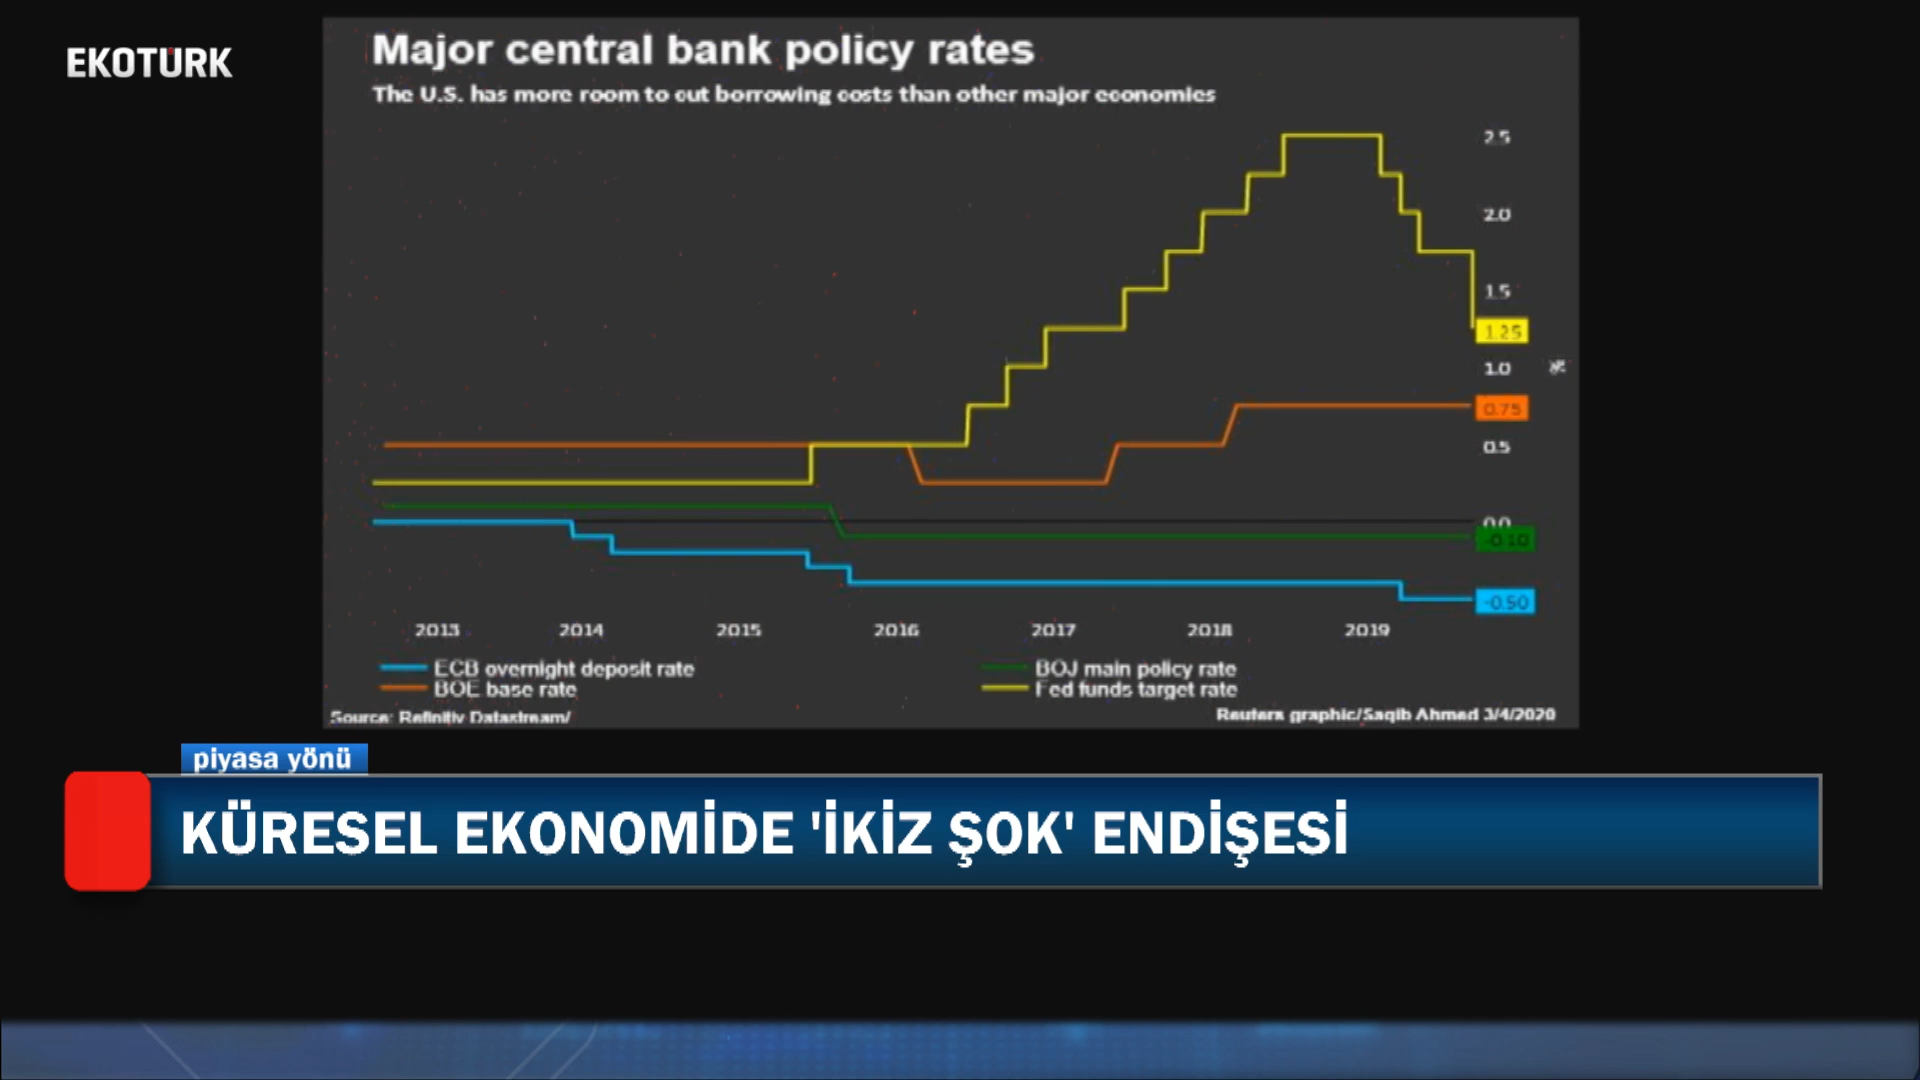 EKOTÜRK
Major central bank policy rates
The U.S. has more room to cut borrowing costs than other major economies
2.5
2.0
1.5
1.25
1.0
%
0.75
0.5
0.0
-0.10
-0.50
2013 2014 2015 2016 2017 2018 2019
ECB overnight deposit rate BOJ main policy rate
BOE base rate Fed funds target rate
Source: Refinitiv Datastream/ Reuters graphic/Saqib Ahmed 3/4/2020
piyasa yönü
KÜRESEL EKONOMİDE 'İKİZ ŞOK' ENDİŞESİ